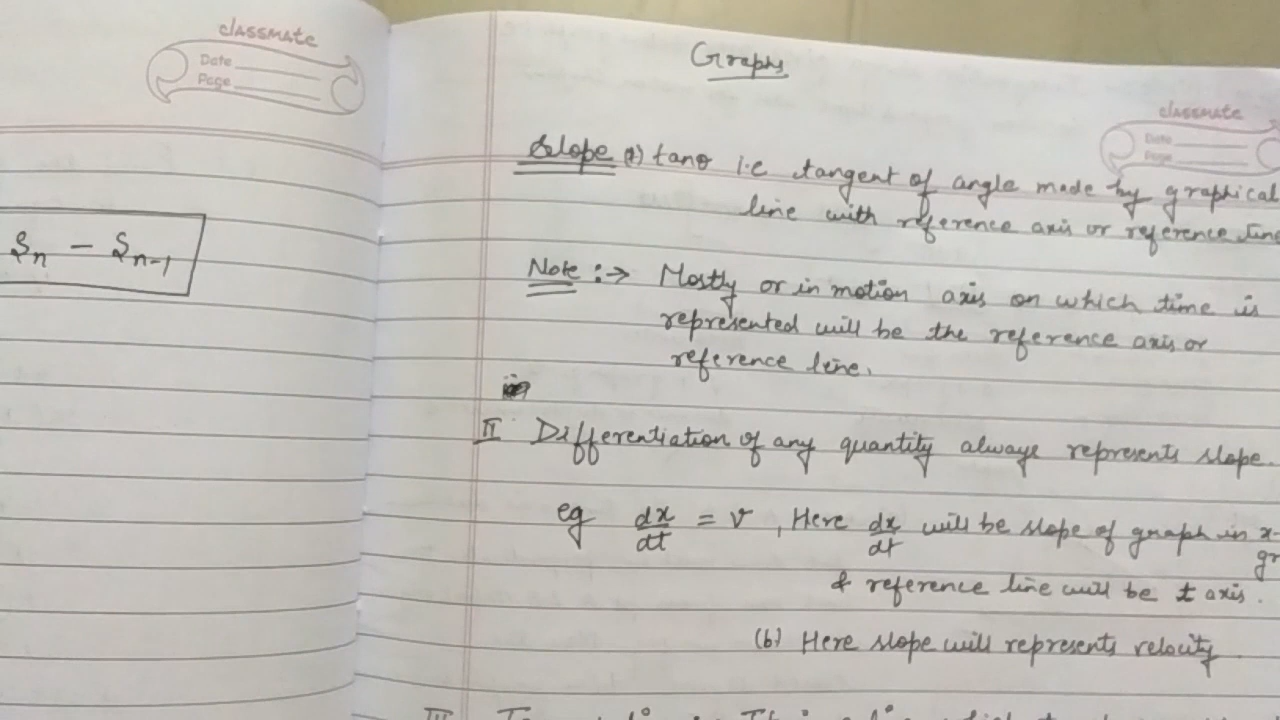 classmate
Date
Page
Sn - Sn-1
Graphs
classmate
Date
Page
Slope (1) tanθ i.e tangent of angle made by graphical
line with reference axis or reference line
Note :→ Mostly or in motion axis on which time is
represented will be the reference axis or
reference line.
II Differentiation of any quantity always represents slope.
eg dx/dt = v , Here dx/dt will be slope of graph in x-
gr
& reference line will be t axis.
(b) Here slope will represents velocity.
III